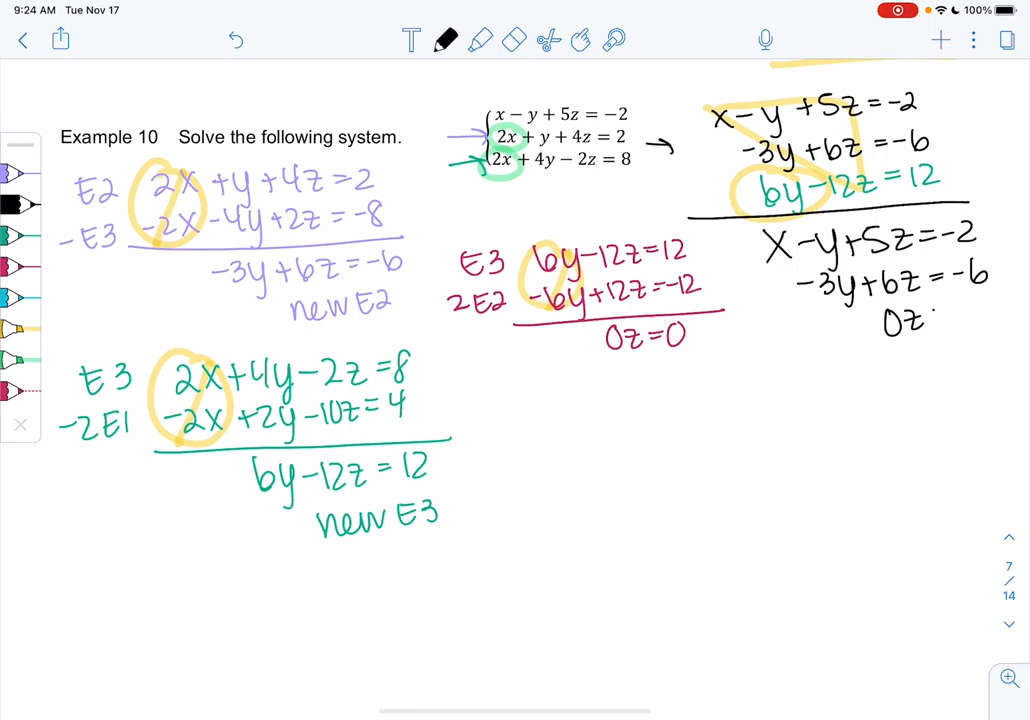 9:24 AM Tue Nov 17
100%
Example 10 Solve the following system.
x − y + 5z = −2
2x + y + 4z = 2
2x + 4y − 2z = 8
→
x - y + 5z = -2
-3y + 6z = -6
6y - 12z = 12
x - y + 5z = -2
-3y + 6z = -6
0z
E2 2x + y + 4z = 2
-E3 -2x - 4y + 2z = -8
-3y + 6z = -6
new E2
E3 6y - 12z = 12
2E2 -6y + 12z = -12
0z = 0
E3 2x + 4y - 2z = 8
-2E1 -2x + 2y - 10z = 4
6y - 12z = 12
new E3
7
/
14